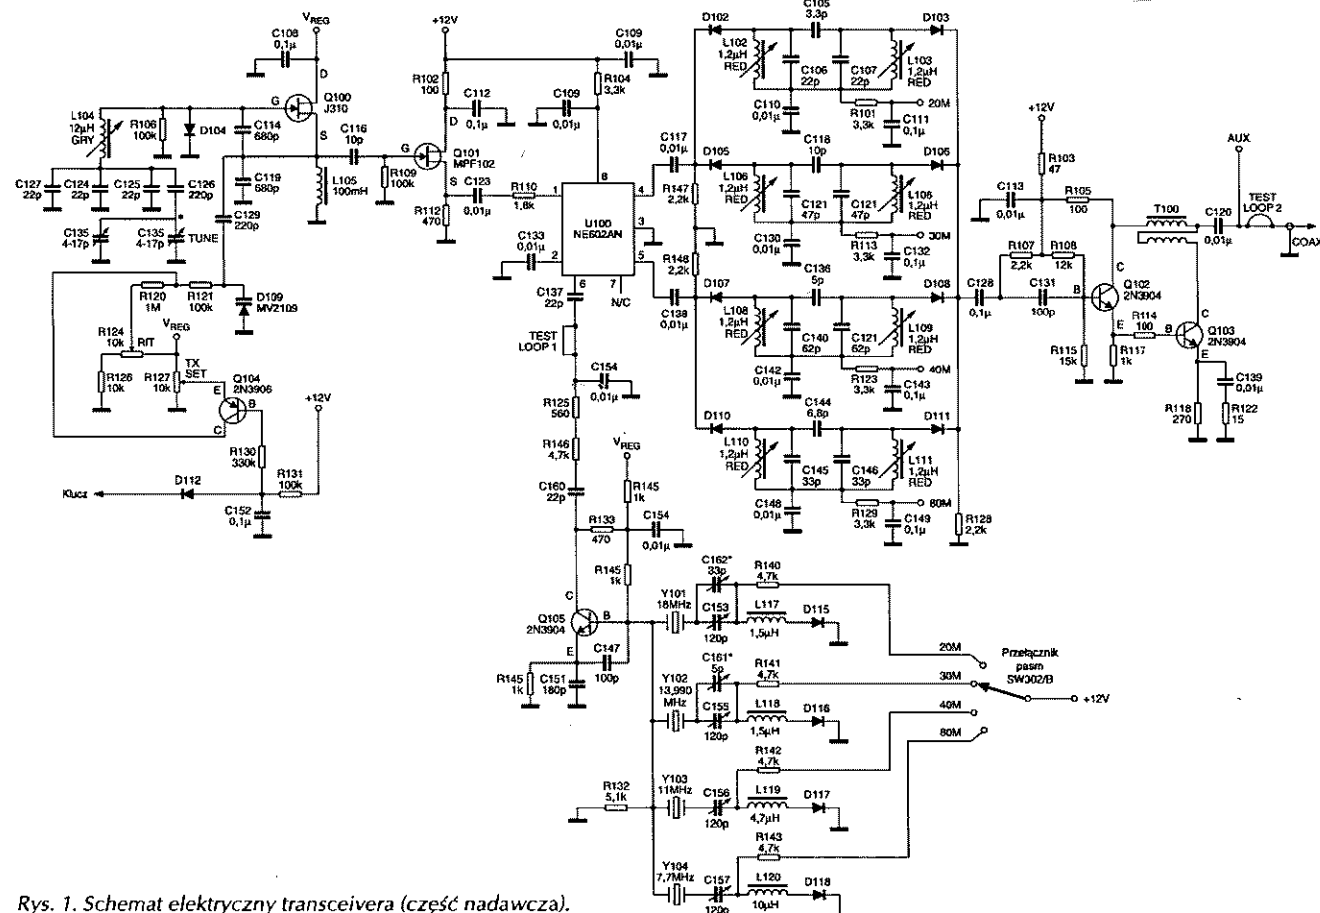 C108
0,1μ
VREG
D
G
Q100
J310
S
L104
12μH
GRY
R106
100k
D104
C114
680p
C116
10p
C119
680p
L105
100mH
C127
22p
C124
22p
C125
22p
C126
220p
C129
220p
C135
4-17p
C135
4-17p
*
TUNE
R120
1M
R121
100k
D109
MV2109
R124
10k
RIT
VREG
TX
SET
R126
10k
R127
10k
Q104
2N3906
E
B
C
+12V
R130
330k
R131
100k
D112
Klucz
C152
0,1μ
+12V
R102
100
C112
0,1μ
D
G
Q101
MPF102
S
R109
100k
R112
470
C123
0,01μ
R110
1,8k
C109
0,01μ
R104
3,3k
C109
0,01μ
C133
0,01μ
1
2
8
4
3
5
6
7
U100
NE602AN
N/C
C137
22p
TEST
LOOP 1
C154
0,01μ
R125
560
R146
4,7k
C160
22p
VREG
R145
1k
R133
470
C154
0,01μ
R145
1k
C
Q105
2N3904
B
E
C147
100p
R145
1k
C151
180p
C117
0,01μ
R147
2,2k
R148
2,2k
C138
0,01μ
D102
C105
3,3p
D103
L102
1,2μH
RED
C106
22p
C107
22p
L103
1,2μH
RED
C110
0,01μ
R101
3,3k
20M
C111
0,1μ
D105
C118
10p
D106
L106
1,2μH
RED
C121
47p
C121
47p
L106
1,2μH
RED
C130
0,01μ
R113
3,3k
30M
C132
0,1μ
D107
C136
5p
D108
L108
1,2μH
RED
C140
62p
C121
62p
L109
1,2μH
RED
C142
0,01μ
R123
3,3k
40M
C143
0,1μ
D110
C144
6,8p
D111
L110
1,2μH
RED
C145
33p
C146
33p
L111
1,2μH
RED
C148
0,01μ
R129
3,3k
80M
C149
0,1μ
R128
2,2k
+12V
R103
47
C113
0,01μ
R105
100
R107
2,2k
R108
12k
C128
0,1μ
C131
100p
B
C
Q102
2N3904
E
R115
15k
R117
1k
R114
100
B
C
Q103
2N3904
E
R118
270
C139
0,01μ
R122
15
T100
C120
0,01μ
AUX
TEST
LOOP 2
COAX
Y101
18MHz
C162*
33p
C153
120p
R140
4,7k
L117
1,5μH
D115
Y102
13,990
MHz
C161*
5p
C155
120p
R141
4,7k
L118
1,5μH
D116
R132
5,1k
Y103
11MHz
C156
120p
R142
4,7k
L119
4,7μH
D117
Y104
7,7MHz
C157
120p
R143
4,7k
L120
10μH
D118
20M
30M
40M
80M
Przełącznik
pasm
SW002/B
+12V
Rys. 1. Schemat elektryczny transceivera (część nadawcza).